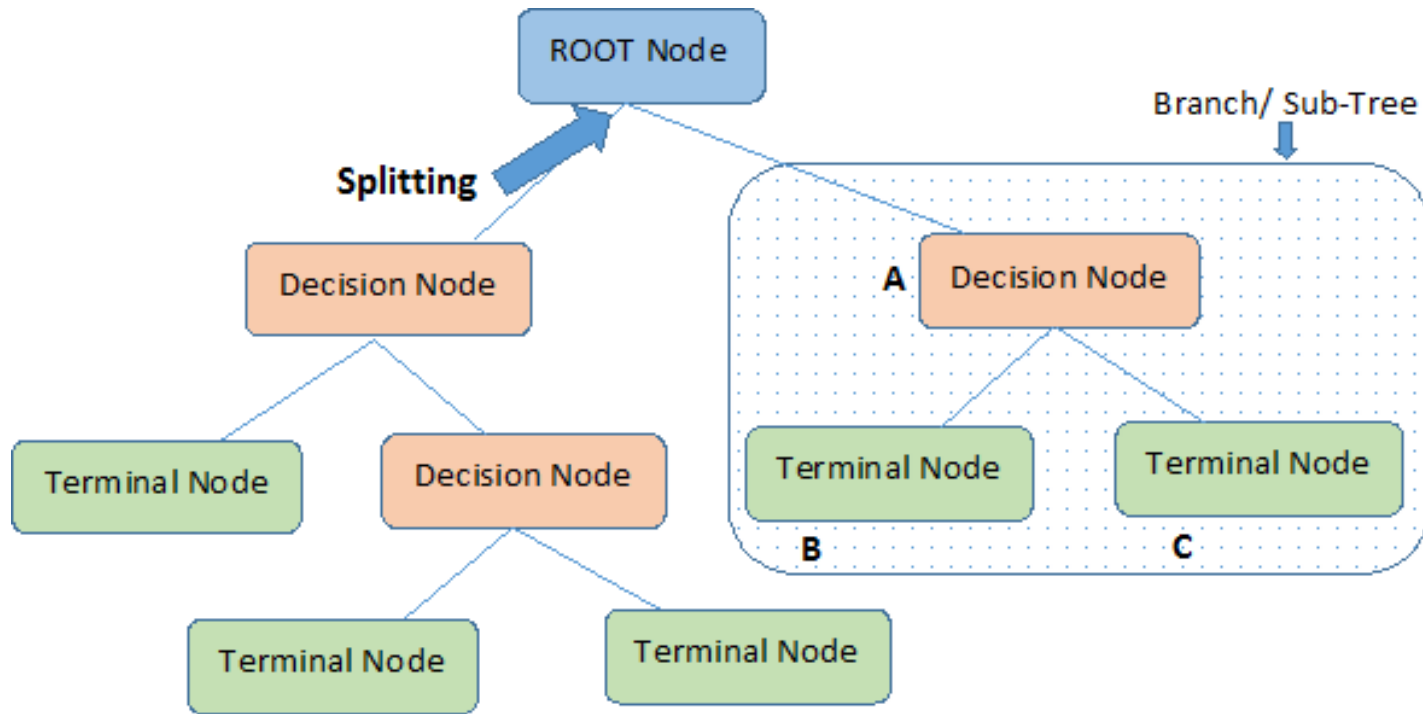 ROOT Node
Branch/ Sub-Tree
Splitting
Decision Node
A
Decision Node
Terminal Node
Decision Node
Terminal Node
Terminal Node
B
C
Terminal Node
Terminal Node